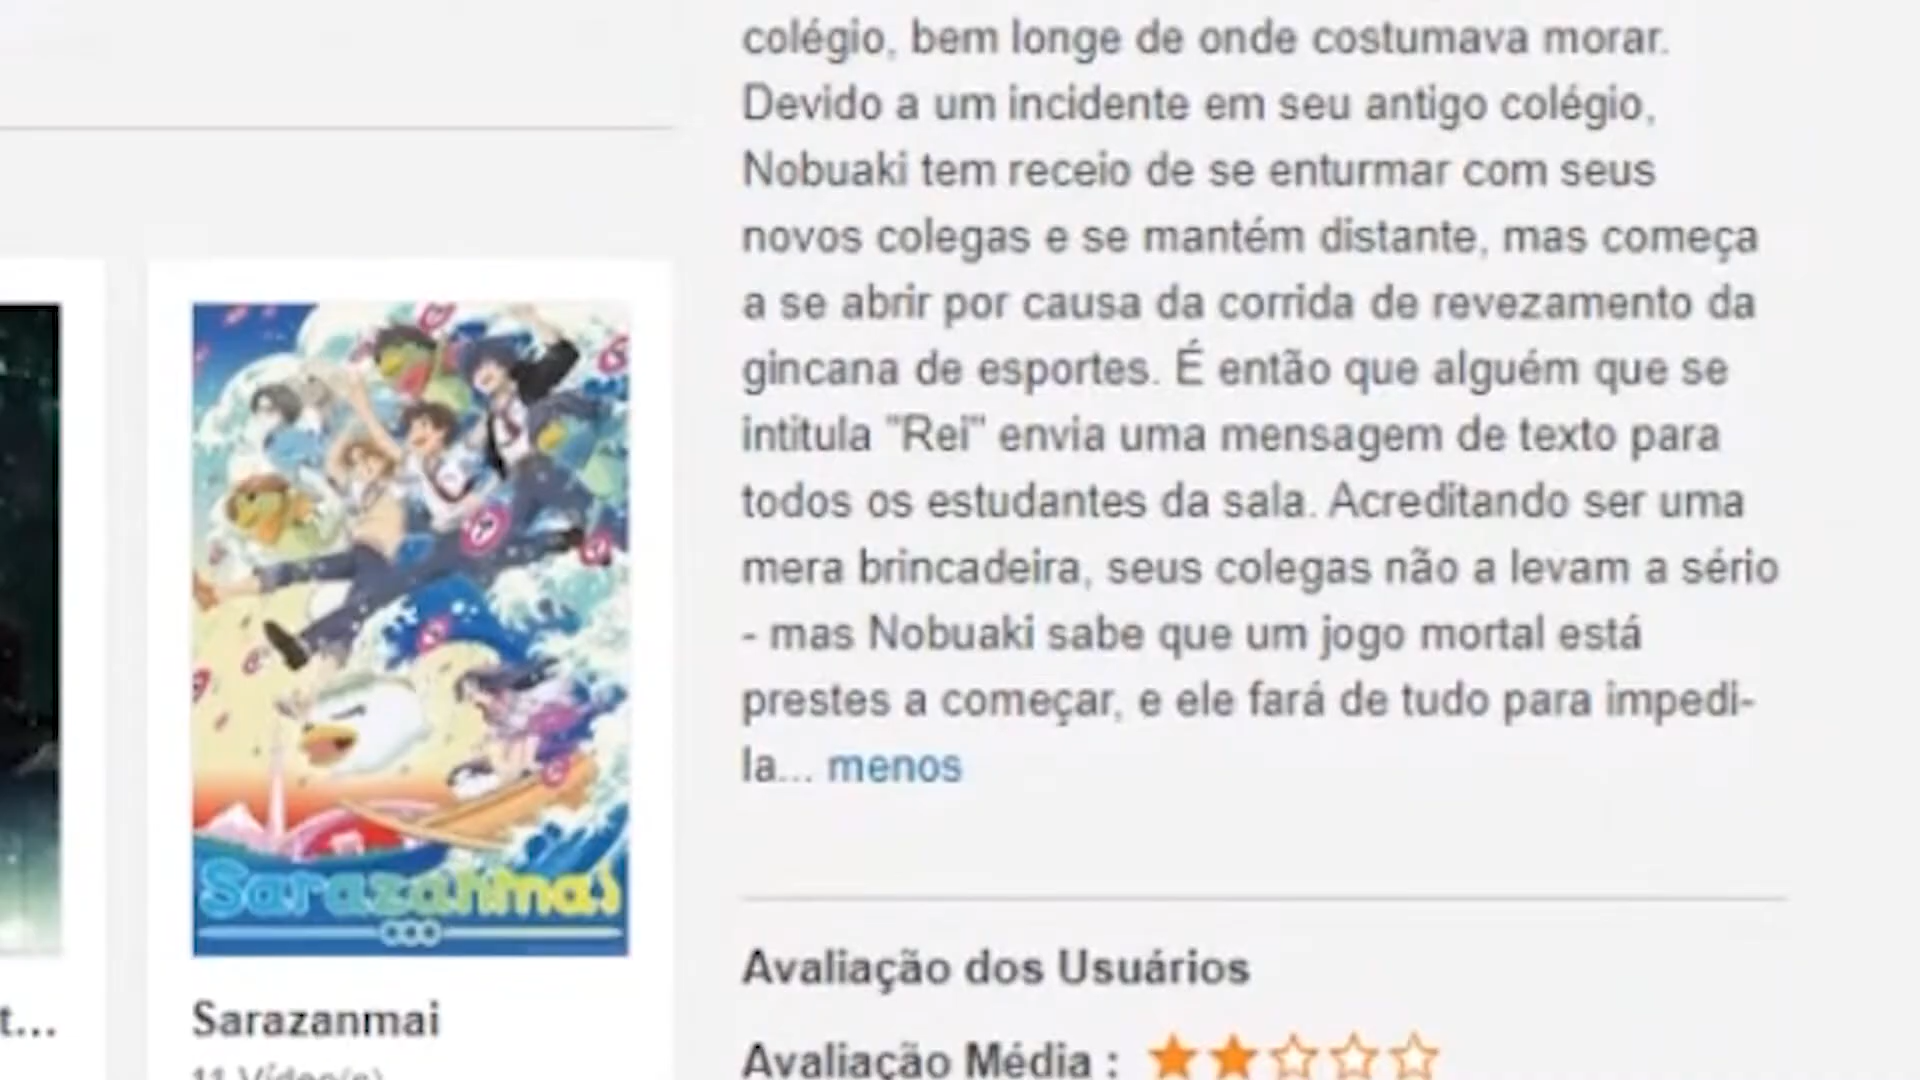 colégio, bem longe de onde costumava morar.
Devido a um incidente em seu antigo colégio,
Nobuaki tem receio de se enturmar com seus
novos colegas e se mantém distante, mas começa
a se abrir por causa da corrida de revezamento da
gincana de esportes. É então que alguém que se
intitula "Rei" envia uma mensagem de texto para
todos os estudantes da sala. Acreditando ser uma
mera brincadeira, seus colegas não a levam a sério
- mas Nobuaki sabe que um jogo mortal está
prestes a começar, e ele fará de tudo para impedi-
la... menos
Avaliação dos Usuários
Avaliação Média :
Sarazanmai
t...
Sarazanmai
11 Vídeo(s)